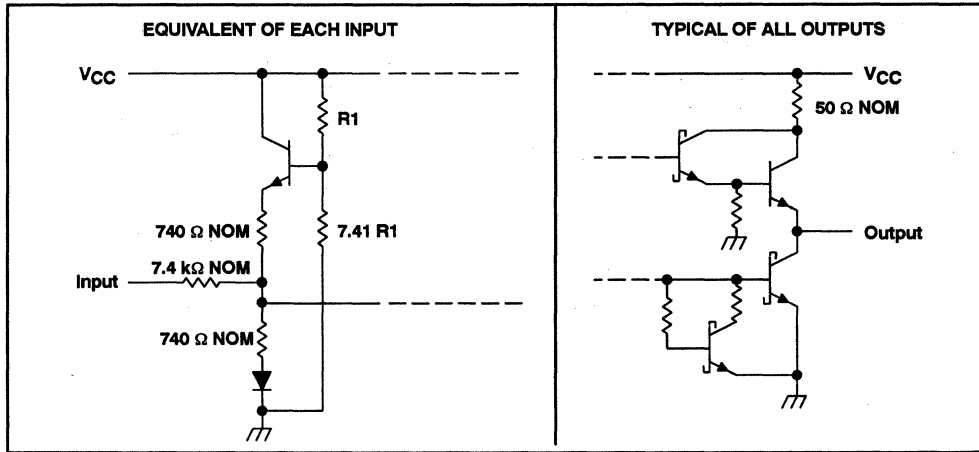 EQUIVALENT OF EACH INPUT
VCC
R1
740 Ω NOM
7.41 R1
7.4 kΩ NOM
Input
740 Ω NOM
TYPICAL OF ALL OUTPUTS
VCC
50 Ω NOM
Output